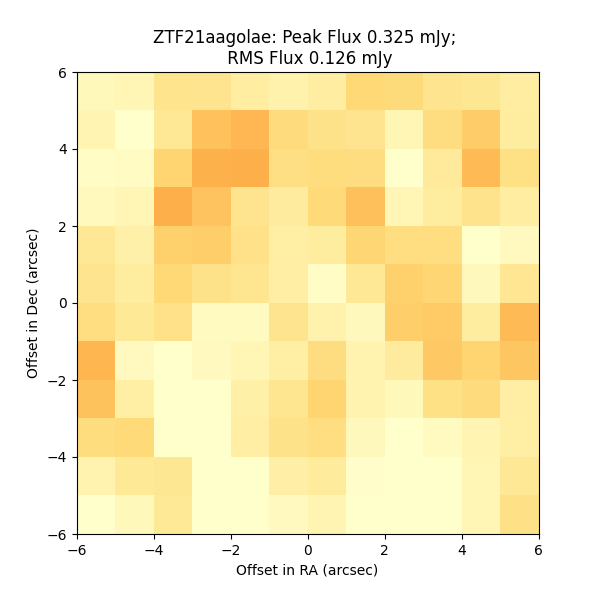 ZTF21aagolae: Peak Flux 0.325 mJy;
RMS Flux 0.126 mJy
6
4
2
0
−2
−4
−6
Offset in Dec (arcsec)
−6 −4 −2 0 2 4 6
Offset in RA (arcsec)